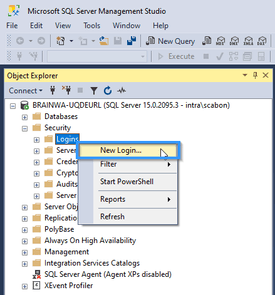 Microsoft SQL Server Management Studio
File Edit View Tools Window Help
New Query
Execute
Object Explorer
Connect
BRAINWA-UQDEURL (SQL Server 15.0.2095.3 - intra\scabon)
Databases
Security
Logins
New Login...
Server
Filter
Creden
Crypto
Start PowerShell
Audits
Server
Reports
Server Obj
Replication
Refresh
PolyBase
Always On High Availability
Management
Integration Services Catalogs
SQL Server Agent (Agent XPs disabled)
XEvent Profiler